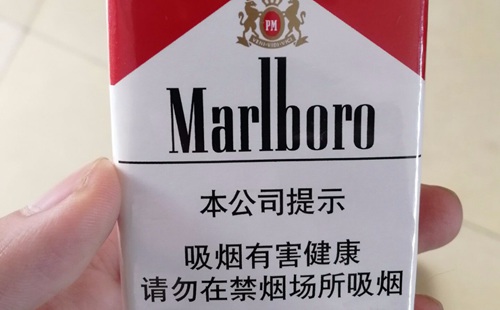 PM
Marlboro
本公司提示
吸烟有害健康
请勿在禁烟场所吸烟